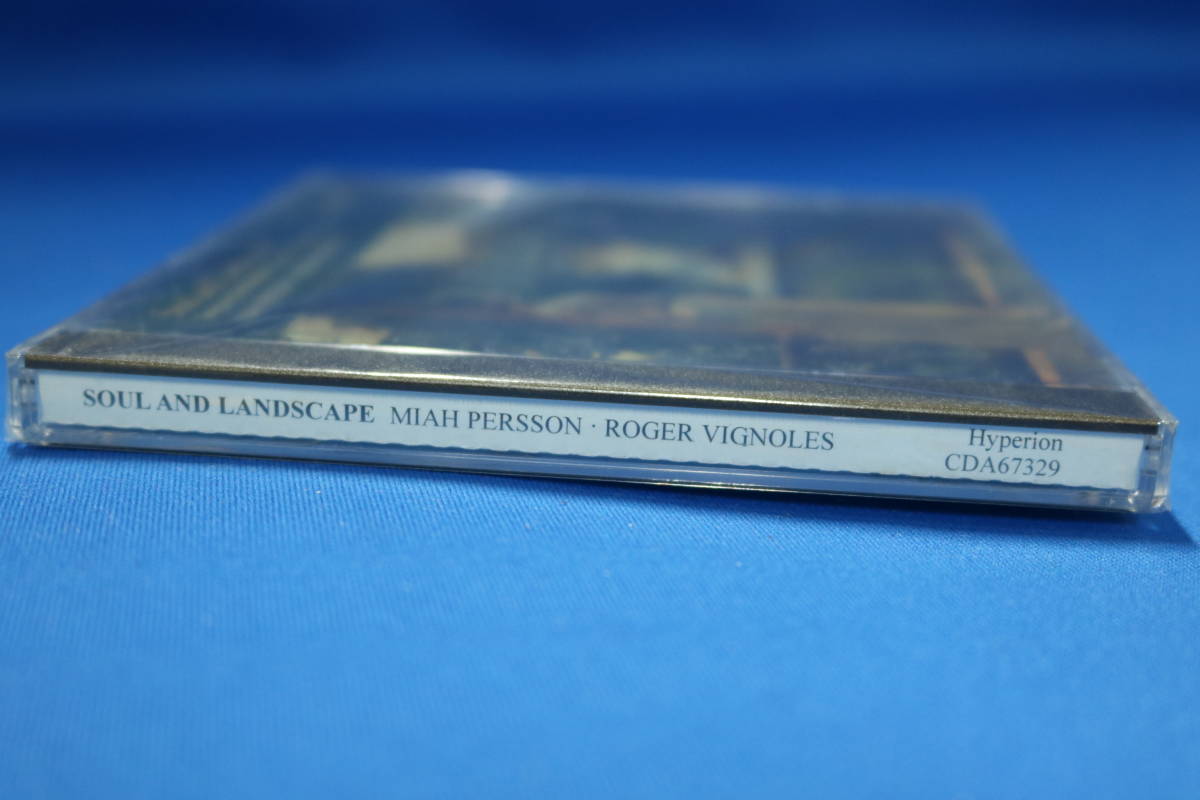 SOUL AND LANDSCAPE MIAH PERSSON · ROGER VIGNOLES
Hyperion
CDA67329